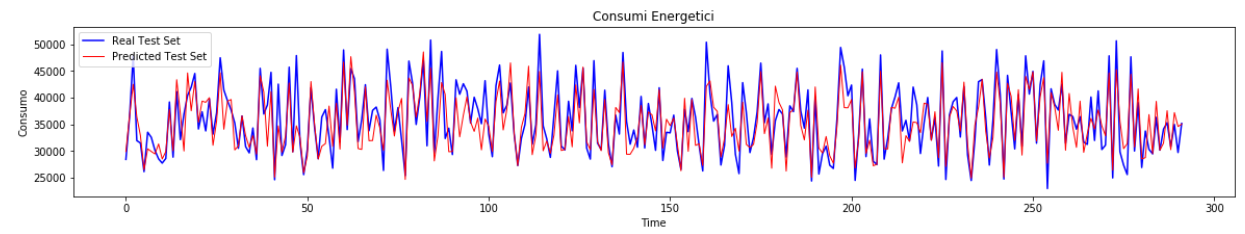 Consumi Energetici
Real Test Set
Predicted Test Set
Consumo
50000
45000
40000
35000
30000
25000
0
50
100
150
200
250
300
Time